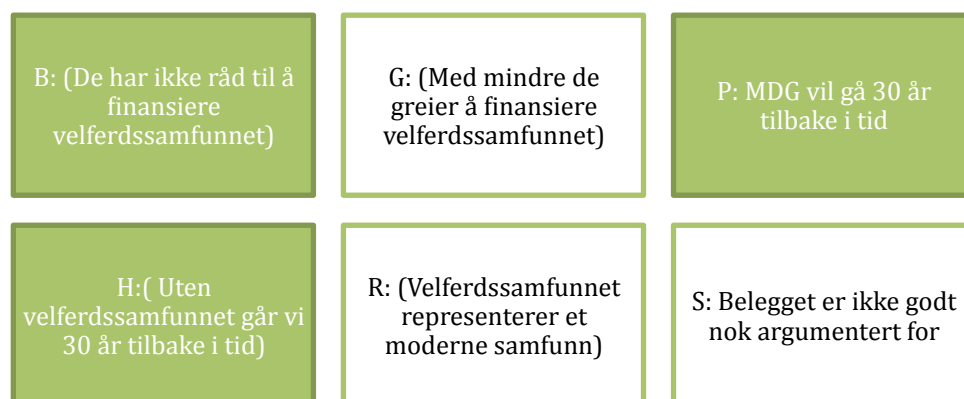 B: (De har ikke råd til å
finansiere
velferdssamfunnet)
G: (Med mindre de
greier å finansiere
velferdssamfunnet)
P: MDG vil gå 30 år
tilbake i tid
H:( Uten
velferdssamfunnet går vi
30 år tilbake i tid)
R: (Velferdssamfunnet
representerer et
moderne samfunn)
S: Belegget er ikke godt
nok argumentert for